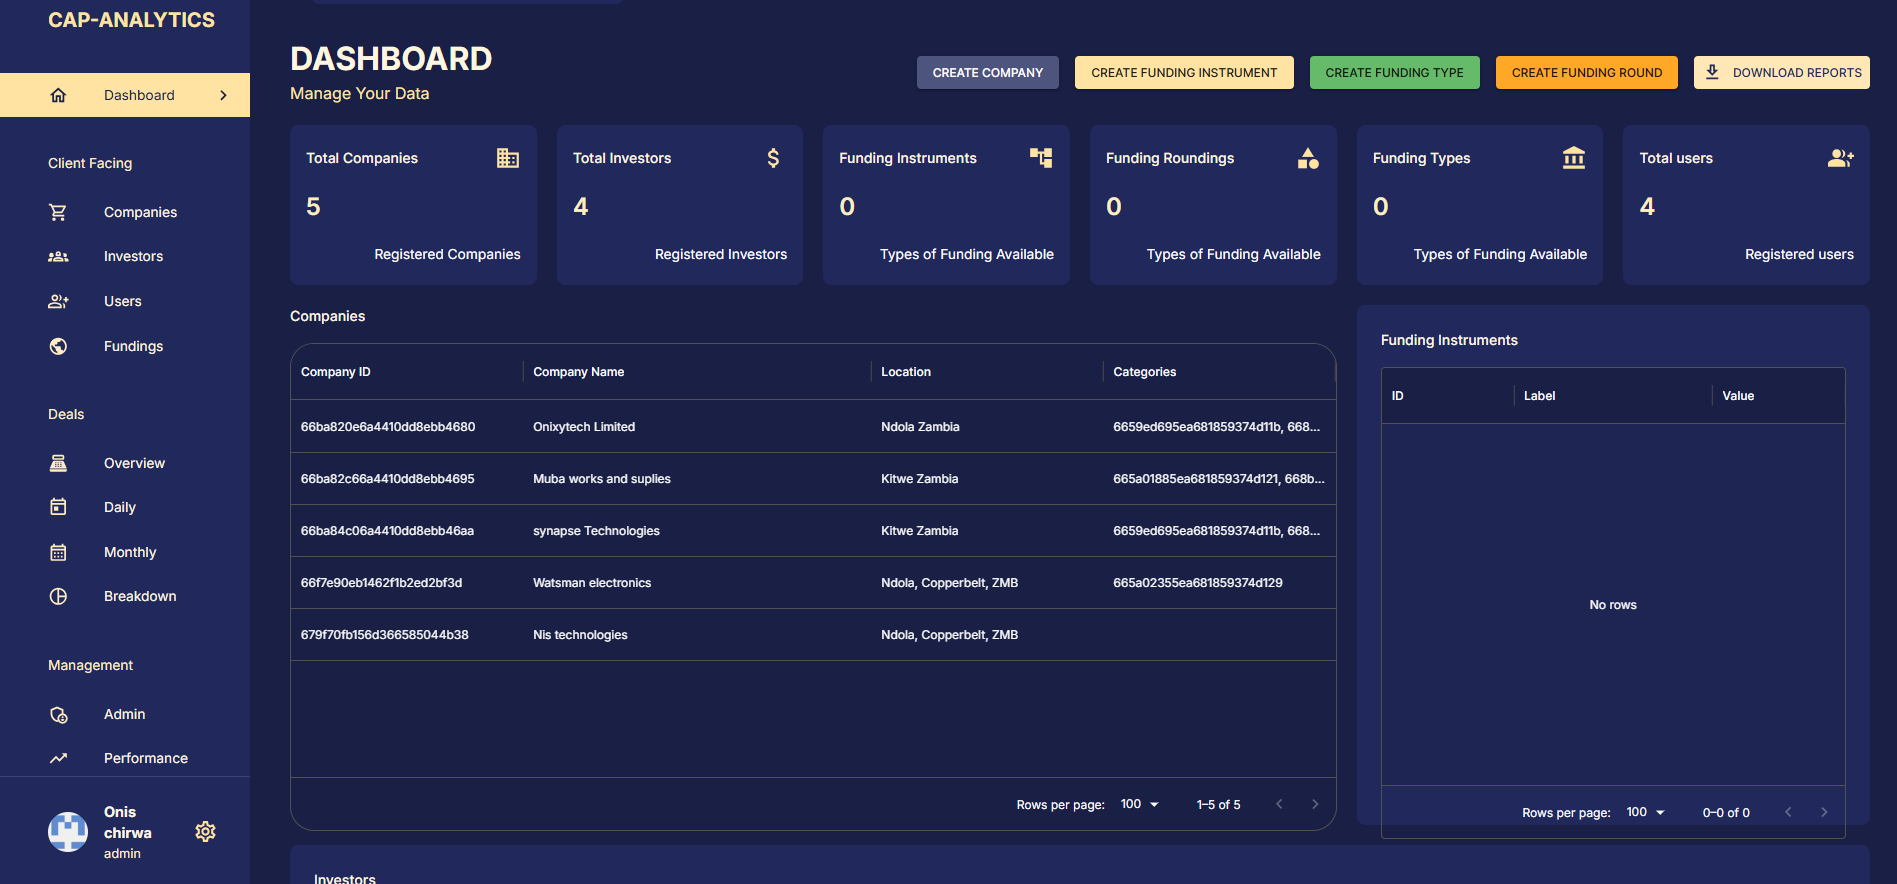 CAP-ANALYTICS
Dashboard
Client Facing
Companies
Investors
Users
Fundings
Deals
Overview
Daily
Monthly
Breakdown
Management
Admin
Performance
Onis
chirwa
admin
DASHBOARD
Manage Your Data
CREATE COMPANY
CREATE FUNDING INSTRUMENT
CREATE FUNDING TYPE
CREATE FUNDING ROUND
DOWNLOAD REPORTS
Total Companies
5
Registered Companies
Total Investors
4
Registered Investors
Funding Instruments
0
Types of Funding Available
Funding Roundings
0
Types of Funding Available
Funding Types
0
Types of Funding Available
Total users
4
Registered users
Companies
Company ID Company Name Location Categories
66ba820e6a4410dd8ebb4680 Onixytech Limited Ndola Zambia 6659ed695ea681859374d11b, 668...
66ba82c66a4410dd8ebb4695 Muba works and suplies Kitwe Zambia 665a01885ea681859374d121, 668b...
66ba84c06a4410dd8ebb46aa synapse Technologies Kitwe Zambia 6659ed695ea681859374d11b, 668...
66f7e90eb1462f1b2ed2bf3d Watsman electronics Ndola, Copperbelt, ZMB 665a02355ea681859374d129
679f70fb156d366585044b38 Nis technologies Ndola, Copperbelt, ZMB
Rows per page: 100 1–5 of 5
Funding Instruments
ID Label Value
No rows
Rows per page: 100 0–0 of 0
Investors